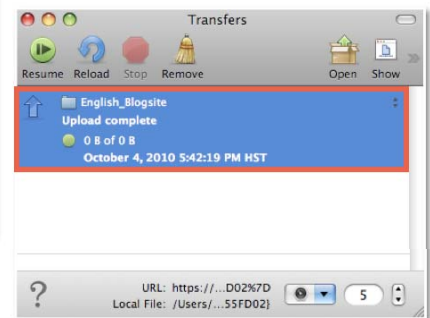 Transfers
Resume Reload Stop Remove Open Show
English_Blogsite
Upload complete
0 B of 0 B
October 4, 2010 5:42:19 PM HST
? URL: https://...D02%7D
Local File: /Users/...55FD02} 5